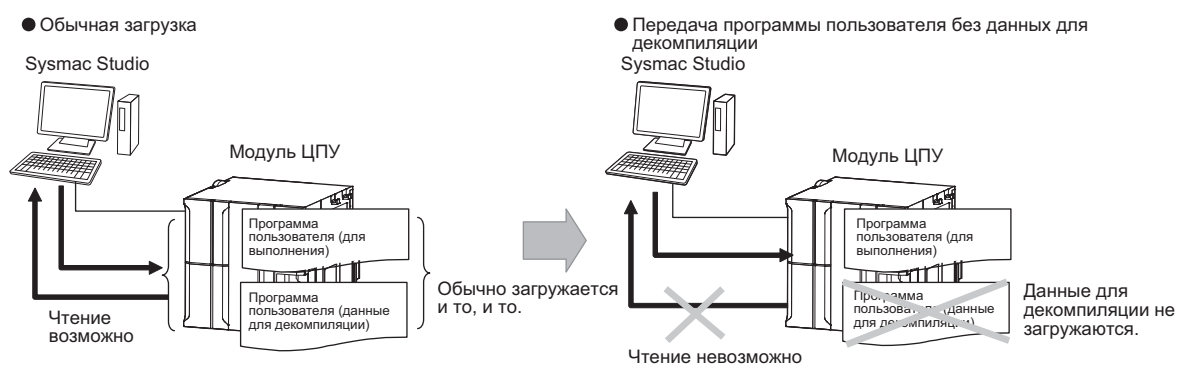 ● Обычная загрузка
Sysmac Studio
Модуль ЦПУ
Программа
пользователя (для
выполнения)
Программа
пользователя (данные
для декомпиляции)
Обычно загружается
и то, и то.
Чтение
возможно
● Передача программы пользователя без данных для
декомпиляции
Sysmac Studio
Модуль ЦПУ
Программа
пользователя (для
выполнения)
Программа
пользователя (данные
для декомпиляции)
Данные для
декомпиляции не
загружаются.
Чтение невозможно